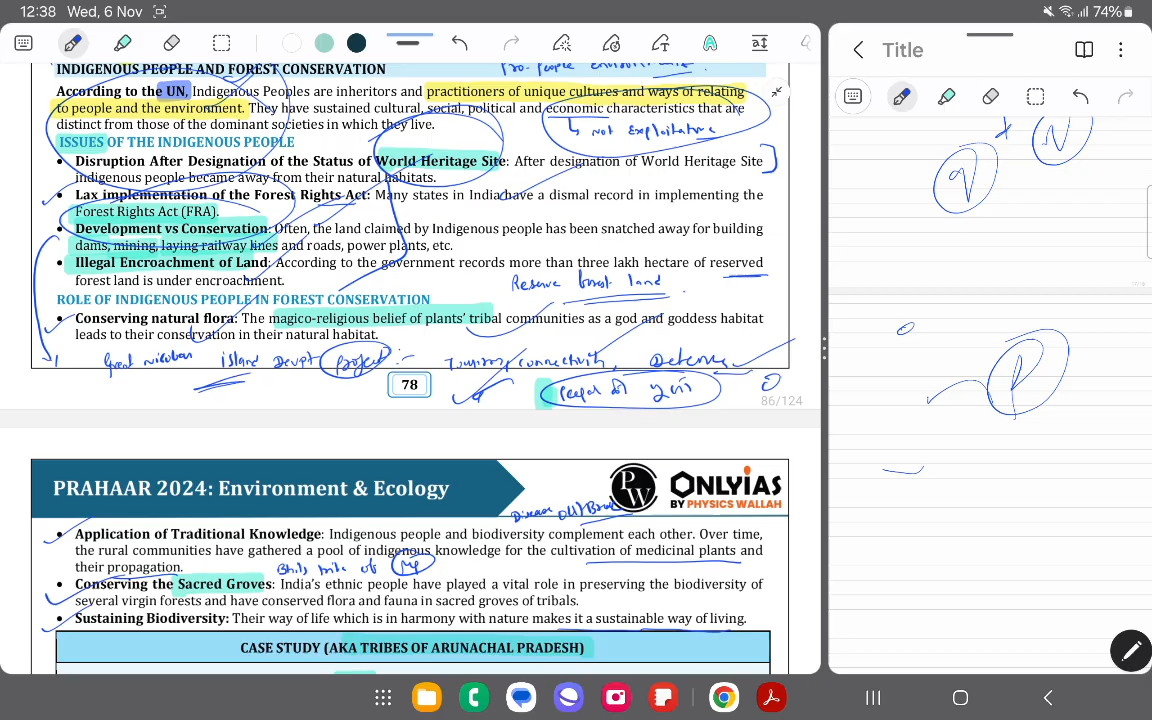 12:38 Wed, 6 Nov 74%
Title
INDIGENOUS PEOPLE AND FOREST CONSERVATION
pro-people
According to the UN, Indigenous Peoples are inheritors and practitioners of unique cultures and ways of relating
to people and the environment. They have sustained cultural, social, political and economic characteristics that are
distinct from those of the dominant societies in which they live.
not exploitative
ISSUES OF THE INDIGENOUS PEOPLE
• Disruption After Designation of the Status of World Heritage Site: After designation of World Heritage Site
indigenous people became away from their natural habitats.
• Lax implementation of the Forest Rights Act: Many states in India have a dismal record in implementing the
Forest Rights Act (FRA).
• Development vs Conservation: Often, the land claimed by Indigenous people has been snatched away for building
dams, mining, laying railway lines and roads, power plants, etc.
• Illegal Encroachment of Land: According to the government records more than three lakh hectare of reserved
forest land is under encroachment.
Reserve forest land
ROLE OF INDIGENOUS PEOPLE IN FOREST CONSERVATION
• Conserving natural flora: The magico-religious belief of plants' tribal communities as a god and goddess habitat
leads to their conservation in their natural habitat.
Great nicobar island Devpt project :- Tourism, connectivity, Defence
78
86/124
PRAHAAR 2024: Environment & Ecology
PW
ONLYIAS
BY PHYSICS WALLAH
Disease
• Application of Traditional Knowledge: Indigenous people and biodiversity complement each other. Over time,
the rural communities have gathered a pool of indigenous knowledge for the cultivation of medicinal plants and
their propagation.
Bhils tribe of MP
• Conserving the Sacred Groves: India's ethnic people have played a vital role in preserving the biodiversity of
several virgin forests and have conserved flora and fauna in sacred groves of tribals.
• Sustaining Biodiversity: Their way of life which is in harmony with nature makes it a sustainable way of living.
CASE STUDY (AKA TRIBES OF ARUNACHAL PRADESH)
N
P